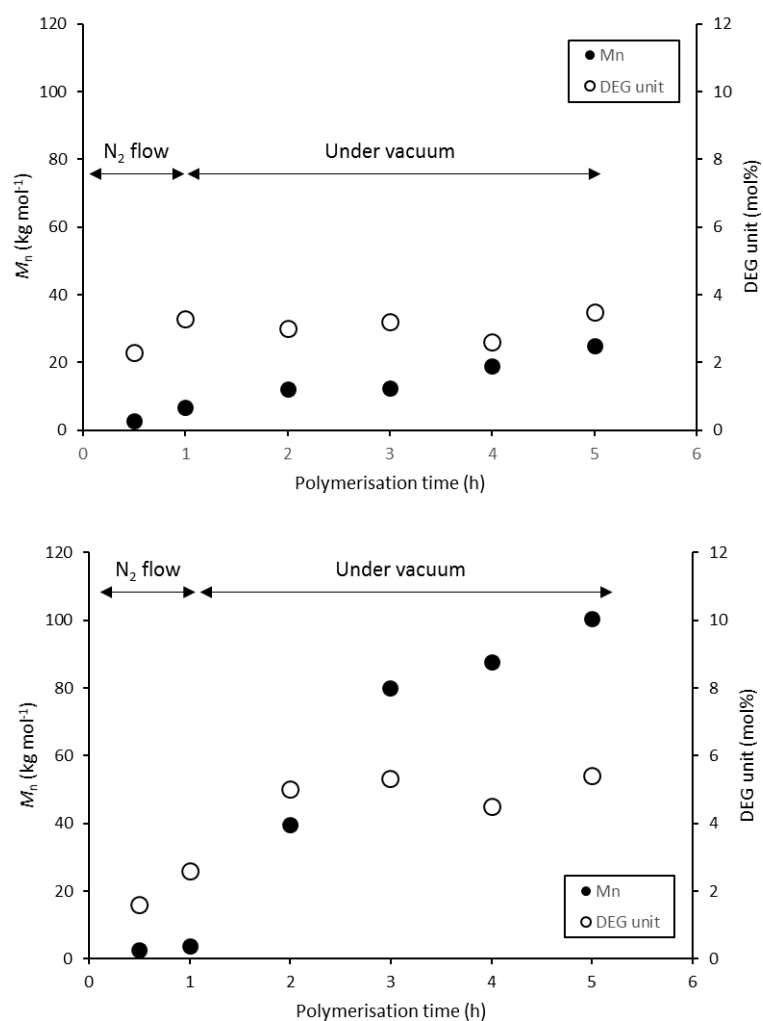 120
100
80
60
40
20
0
Mn (kg mol-1)
12
10
8
6
4
2
0
DEG unit (mol%)
Mn
DEG unit
N2 flow
Under vacuum
0 1 2 3 4 5 6
Polymerisation time (h)
120
100
80
60
40
20
0
Mn (kg mol-1)
12
10
8
6
4
2
0
DEG unit (mol%)
N2 flow
Under vacuum
Mn
DEG unit
0 1 2 3 4 5 6
Polymerisation time (h)